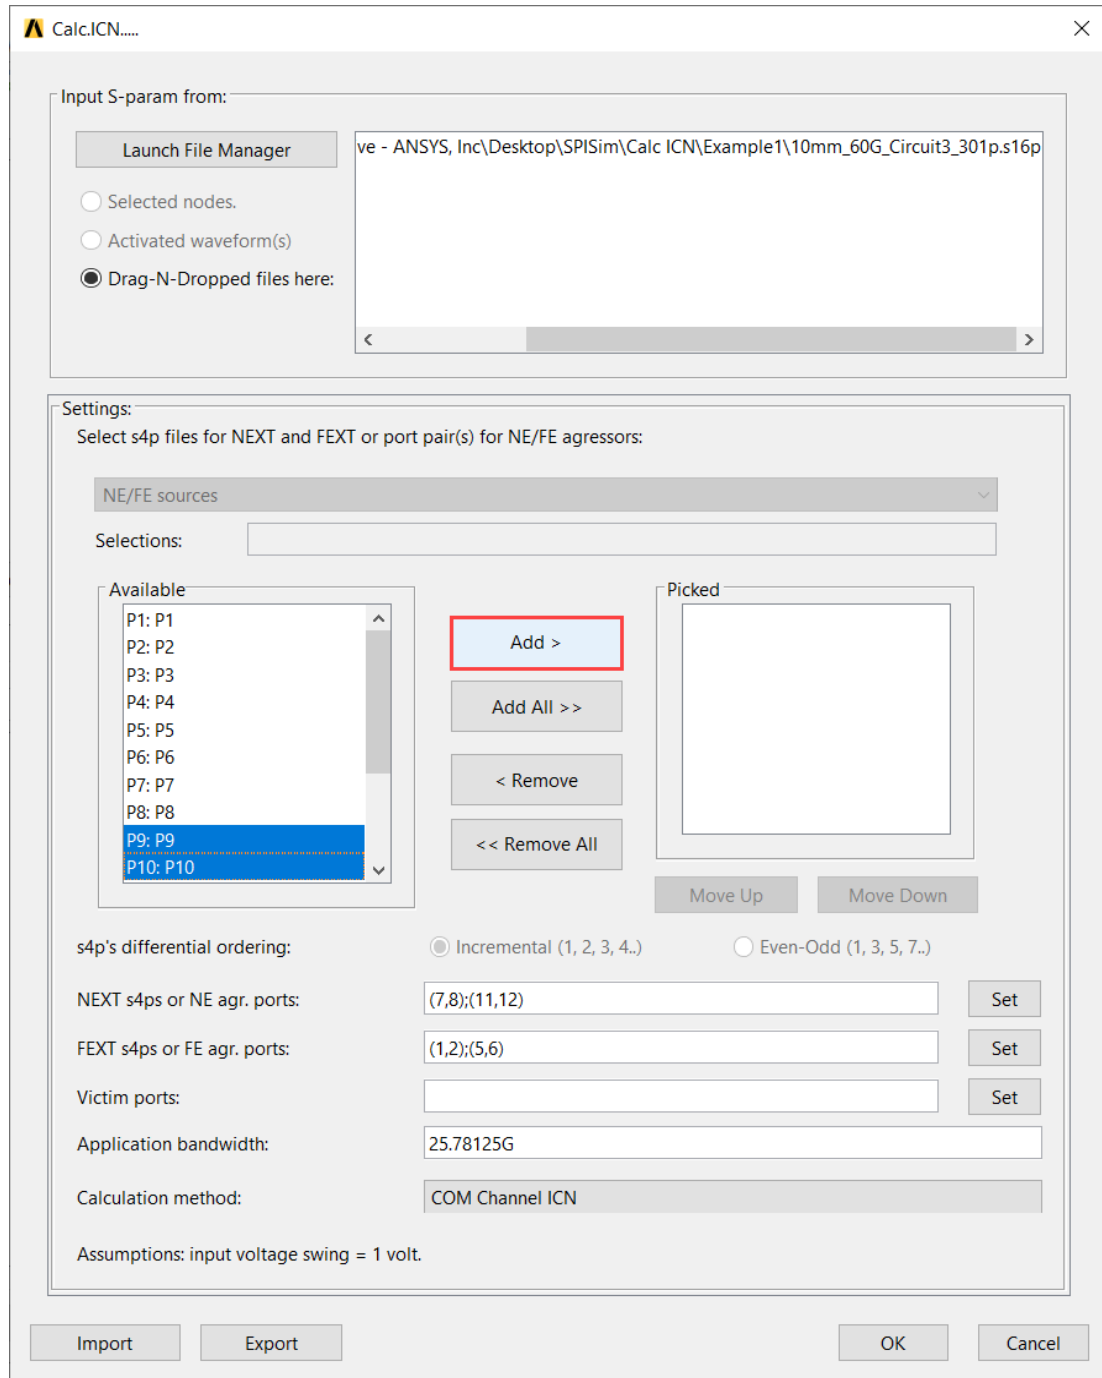 Calc.ICN.....
Input S-param from:
Launch File Manager
ve - ANSYS, Inc\Desktop\SPISim\Calc ICN\Example1\10mm_60G_Circuit3_301p.s16p
Selected nodes.
Activated waveform(s)
Drag-N-Dropped files here:
Settings:
Select s4p files for NEXT and FEXT or port pair(s) for NE/FE agressors:
NE/FE sources
Selections:
Available
P1: P1
P2: P2
P3: P3
P4: P4
P5: P5
P6: P6
P7: P7
P8: P8
P9: P9
P10: P10
Add >
Add All >>
< Remove
<< Remove All
Picked
Move Up
Move Down
s4p's differential ordering:
Incremental (1, 2, 3, 4..)
Even-Odd (1, 3, 5, 7..)
NEXT s4ps or NE agr. ports:
(7,8);(11,12)
Set
FEXT s4ps or FE agr. ports:
(1,2);(5,6)
Set
Victim ports:
Set
Application bandwidth:
25.78125G
Calculation method:
COM Channel ICN
Assumptions: input voltage swing = 1 volt.
Import
Export
OK
Cancel